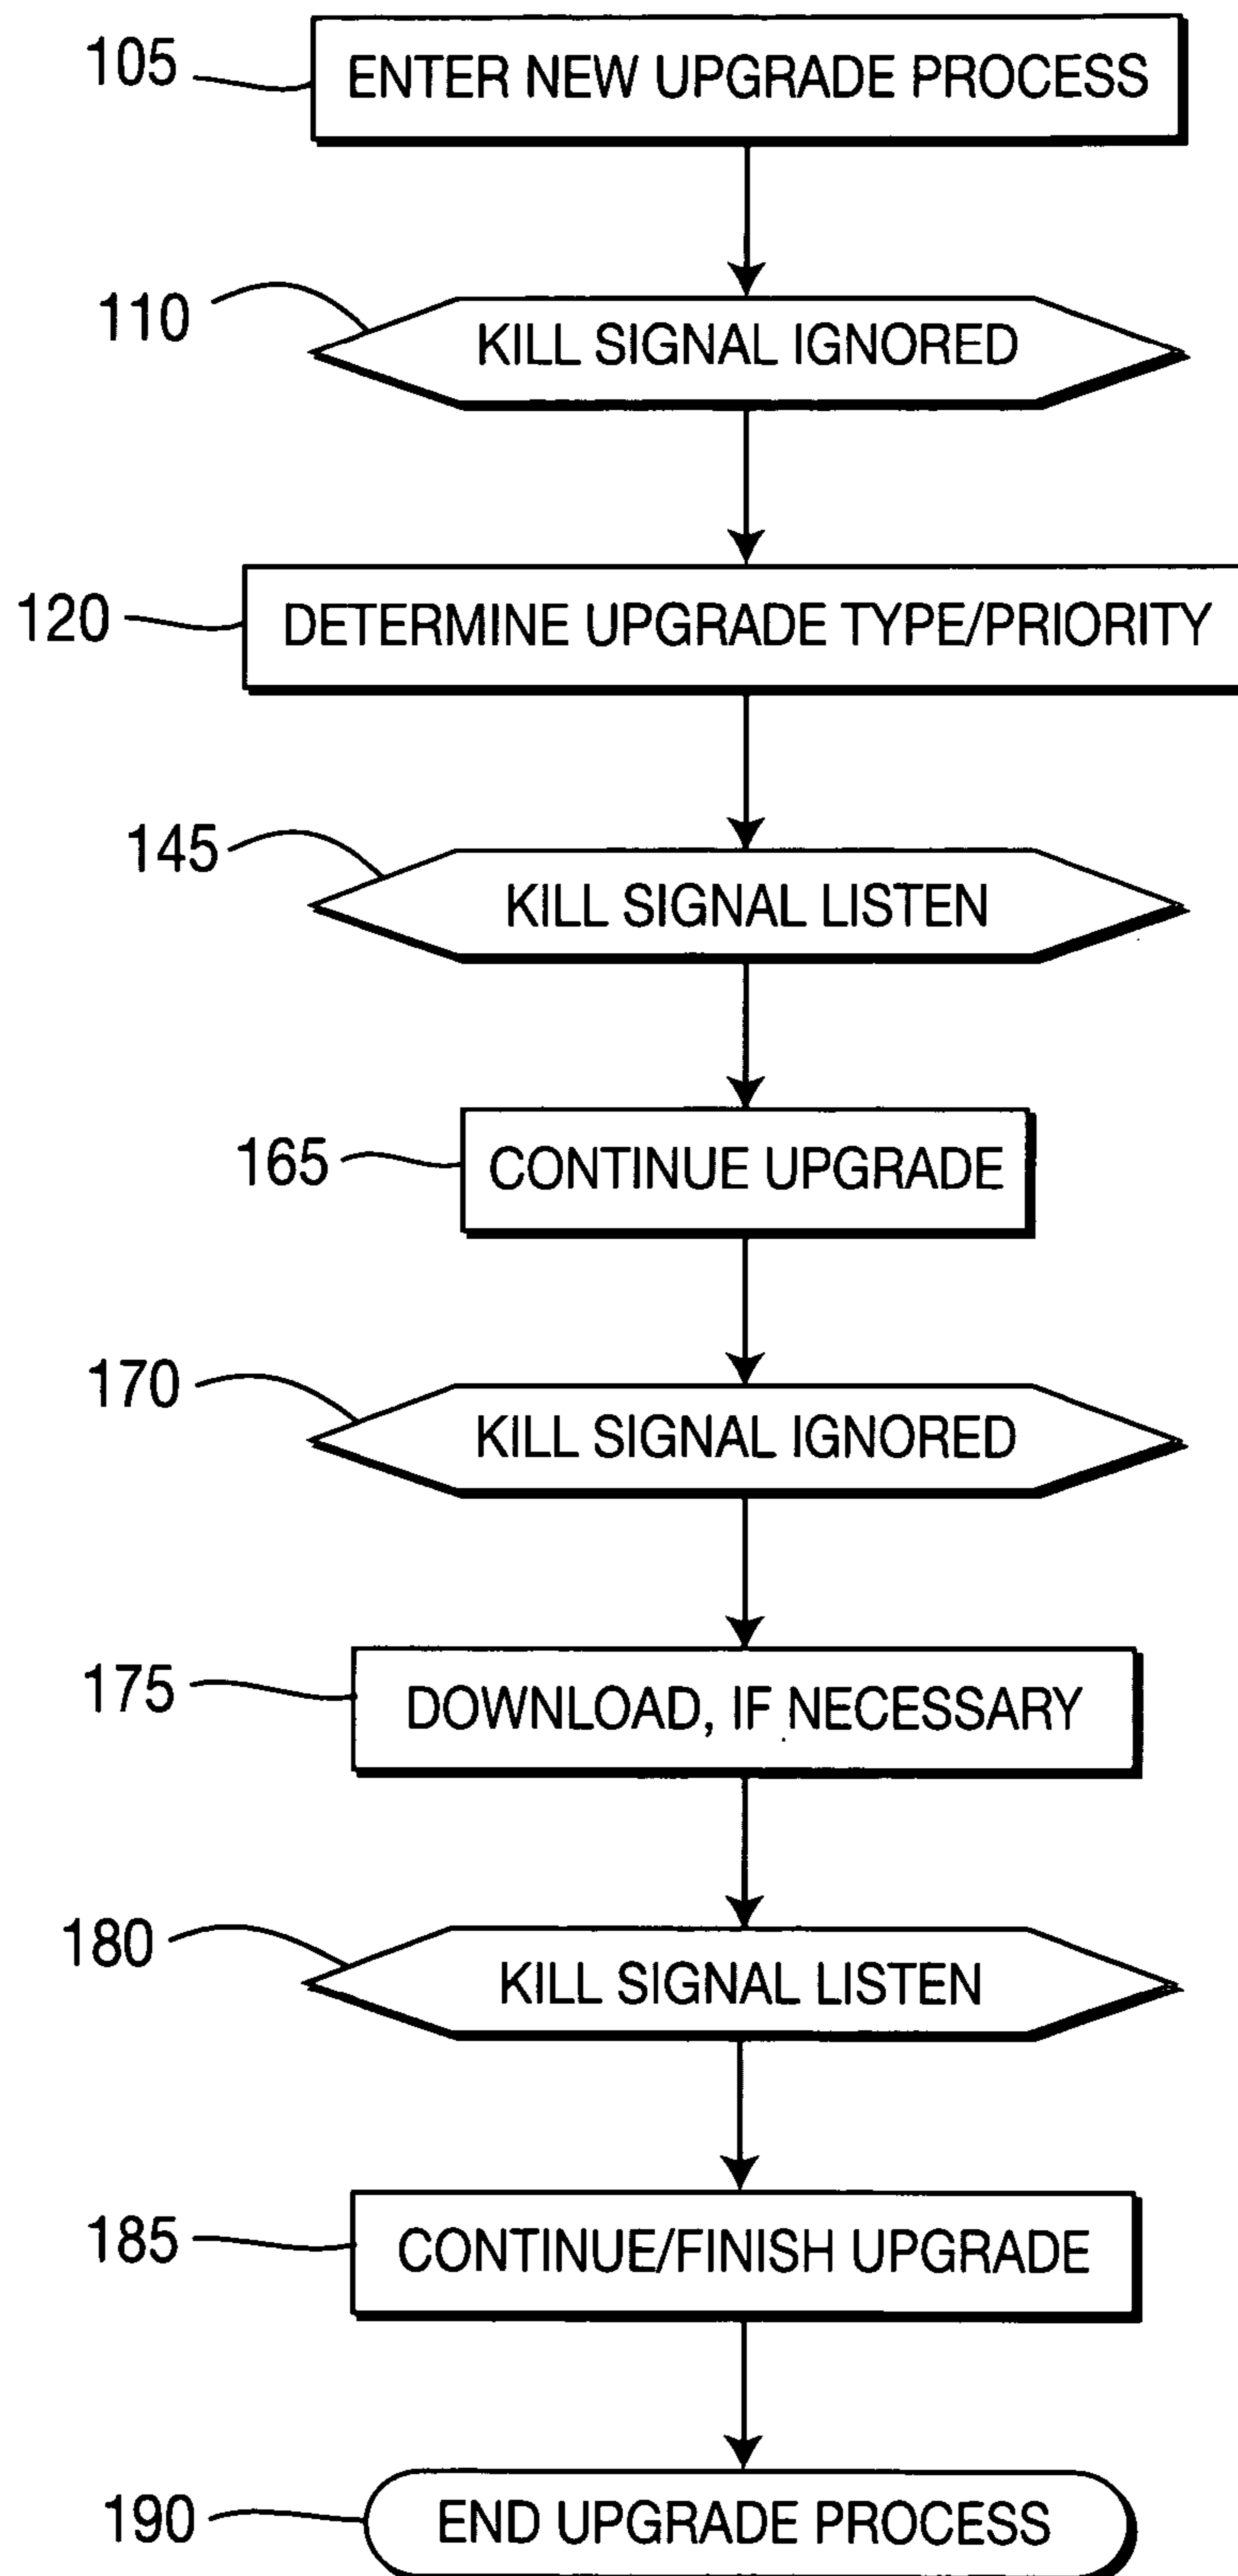 105 ENTER NEW UPGRADE PROCESS
110 KILL SIGNAL IGNORED
120 DETERMINE UPGRADE TYPE/PRIORITY
145 KILL SIGNAL LISTEN
165 CONTINUE UPGRADE
170 KILL SIGNAL IGNORED
175 DOWNLOAD, IF NECESSARY
180 KILL SIGNAL LISTEN
185 CONTINUE/FINISH UPGRADE
190 END UPGRADE PROCESS